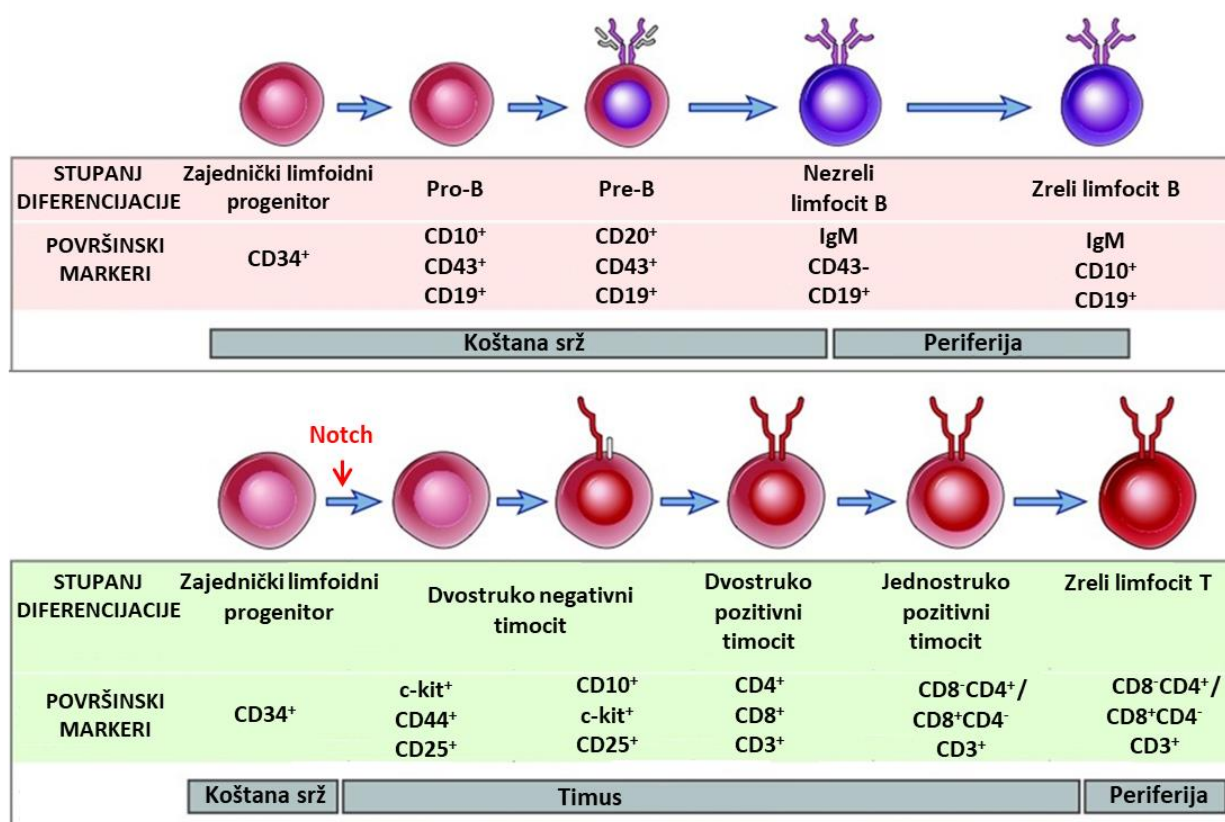 STUPANJ DIFERENCIJACIJE
Zajednički limfoidni progenitor
Pro-B
Pre-B
Nezreli limfocit B
Zreli limfocit B
POVRŠINSKI MARKERI
CD34⁺
CD10⁺
CD43⁺
CD19⁺
CD20⁺
CD43⁺
CD19⁺
IgM
CD43-
CD19⁺
IgM
CD10⁺
CD19⁺
Koštana srž
Periferija
Notch
STUPANJ DIFERENCIJACIJE
Zajednički limfoidni progenitor
Dvostruko negativni timocit
Dvostruko pozitivni timocit
Jednostruko pozitivni timocit
Zreli limfocit T
POVRŠINSKI MARKERI
CD34⁺
c-kit⁺
CD44⁺
CD25⁺
CD10⁺
c-kit⁺
CD25⁺
CD4⁺
CD8⁺
CD3⁺
CD8⁻CD4⁺/
CD8⁺CD4⁻
CD3⁺
CD8⁻CD4⁺/
CD8⁺CD4⁻
CD3⁺
Koštana srž
Timus
Periferija